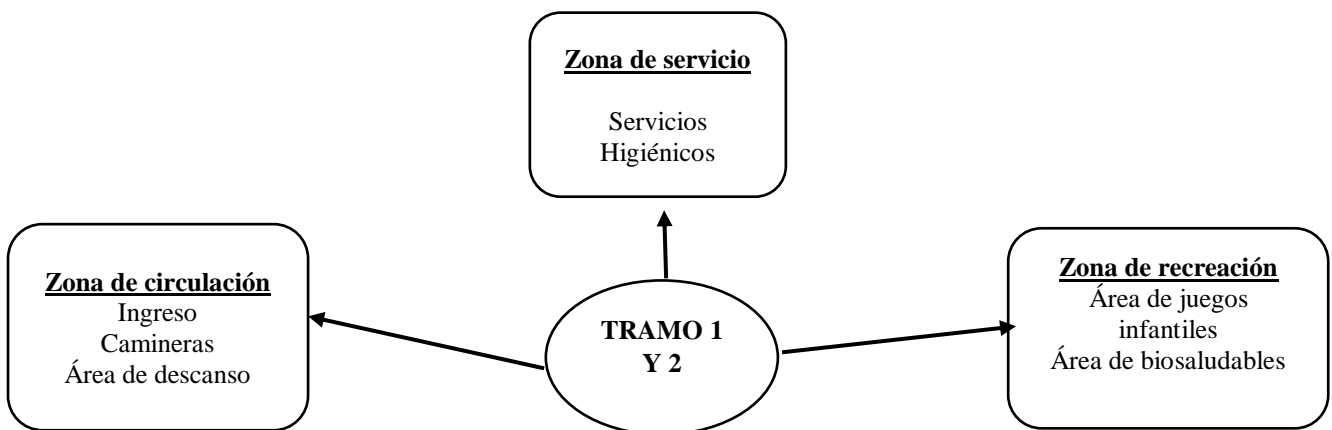 Zona de servicio
Servicios
Higiénicos
Zona de circulación
Ingreso
Camineras
Área de descanso
TRAMO 1
Y 2
Zona de recreación
Área de juegos
infantiles
Área de biosaludables